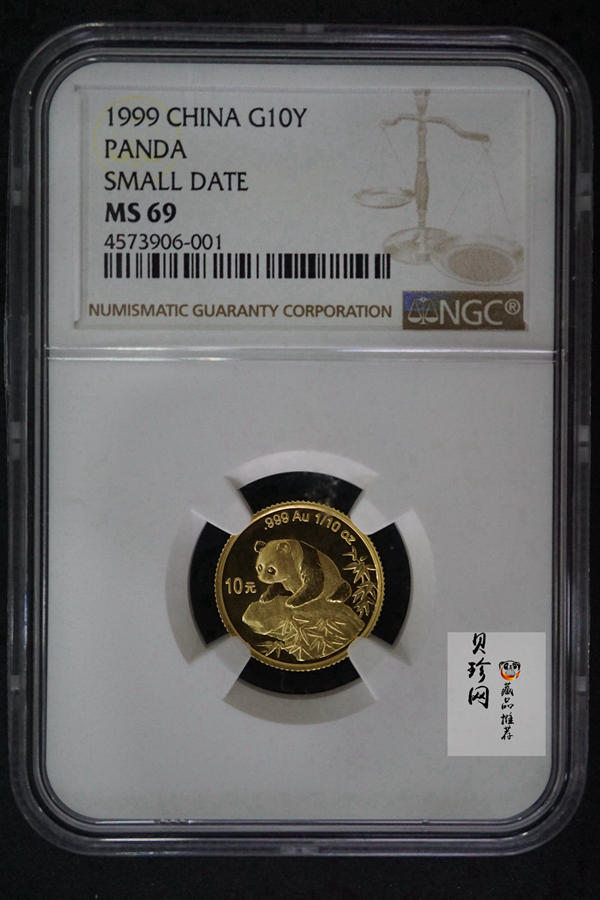 1999 CHINA G10Y
PANDA
SMALL DATE
MS 69
4573906-001
NUMISMATIC GUARANTY CORPORATION
NGC®
.999 Au 1/10 oz
10元
贝珍网
藏品推荐